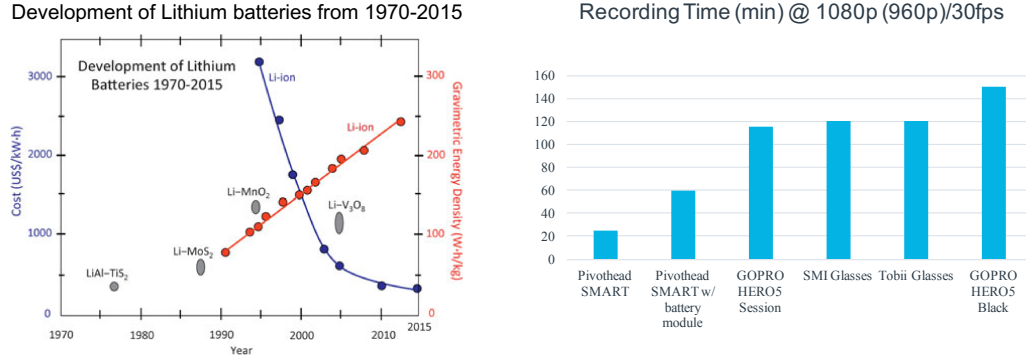 Development of Lithium batteries from 1970-2015
Development of Lithium
Batteries 1970-2015
Cost (US$/kW·h)
3000
2000
1000
0
Li-ion
Li-ion
Li–MnO2
Li–V3O8
Li–MoS2
LiAl–TiS2
300
200
100
0
Gravimetric Energy Density (W·h/kg)
1970
1980
1990
2000
2010
2015
Year
Recording Time (min) @ 1080p (960p)/30fps
160
140
120
100
80
60
40
20
0
Pivothead
SMART
Pivothead
SMART w/
battery
module
GOPRO
HERO5
Session
SMI Glasses
Tobii Glasses
GOPRO
HERO5
Black